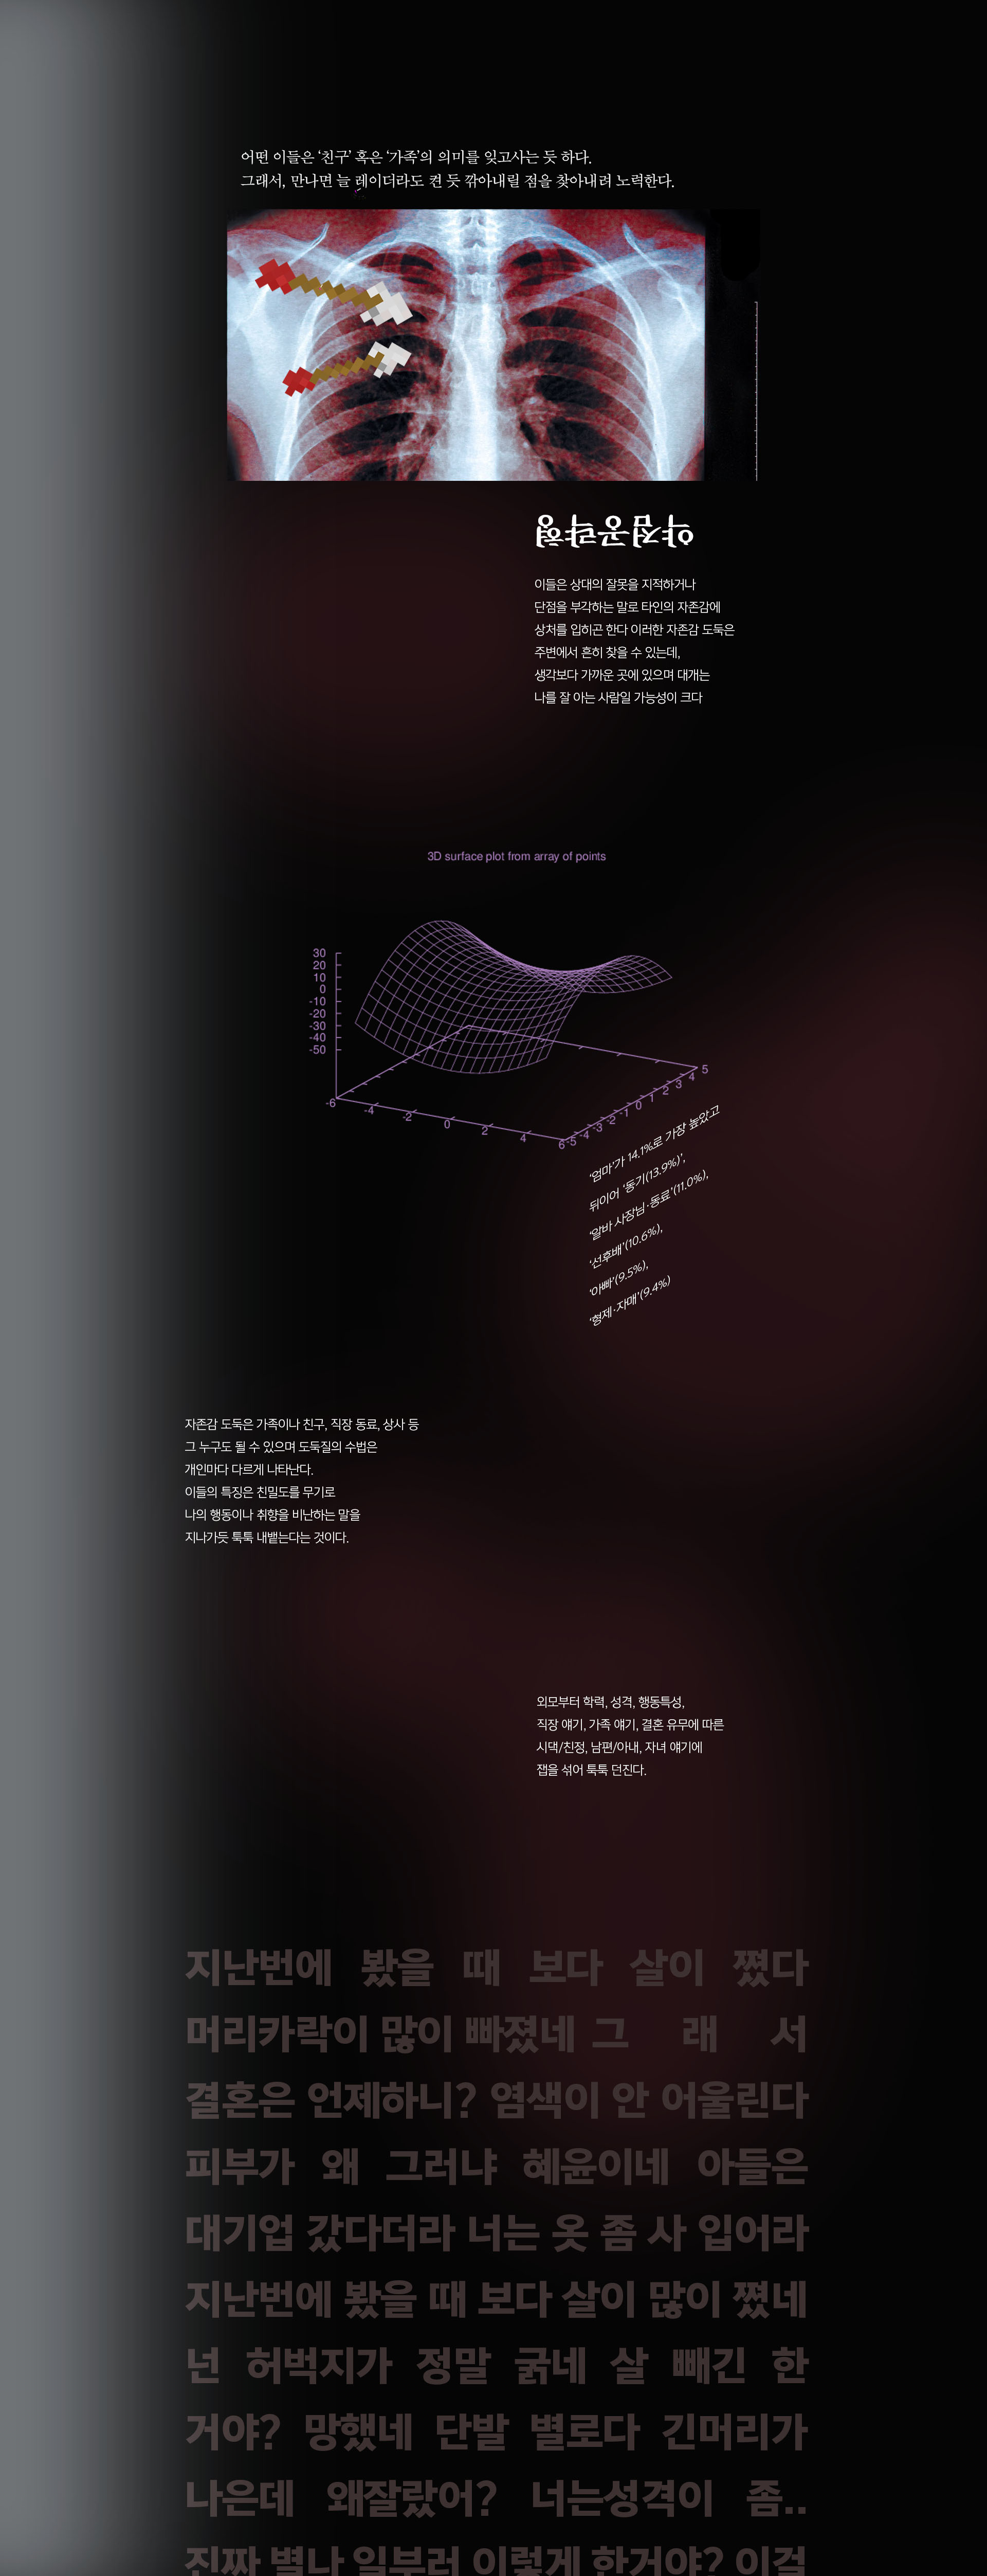 어떤 이들은 ‘친구’ 혹은 ‘가족’의 의미를 잊고사는 듯 하다.
그래서, 만나면 늘 레이더라도 켠 듯 깎아내릴 점을 찾아내려 노력한다.
약점공략형
이들은 상대의 잘못을 지적하거나
단점을 부각하는 말로 타인의 자존감에
상처를 입히곤 한다 이러한 자존감 도둑은
주변에서 흔히 찾을 수 있는데,
생각보다 가까운 곳에 있으며 대개는
나를 잘 아는 사람일 가능성이 크다
3D surface plot from array of points
30
20
10
0
-10
-20
-30
-40
-50
-6 -4 -2 0 2 4 6
-5 -4 -3 -2 -1 0 1 2 3 4 5
‘엄마’가 14.1%로 가장 높았고
뒤이어 ‘동기(13.9%)’,
‘알바 사장님·동료’(11.0%),
‘선후배’(10.6%),
‘아빠’(9.5%),
‘형제·자매’(9.4%)
자존감 도둑은 가족이나 친구, 직장 동료, 상사 등
그 누구도 될 수 있으며 도둑질의 수법은
개인마다 다르게 나타난다.
이들의 특징은 친밀도를 무기로
나의 행동이나 취향을 비난하는 말을
지나가듯 툭툭 내뱉는다는 것이다.
외모부터 학력, 성격, 행동특성,
직장 얘기, 가족 얘기, 결혼 유무에 따른
시댁/친정, 남편/아내, 자녀 얘기에
잽을 섞어 툭툭 던진다.
지난번에 봤을 때 보다 살이 쪘다
머리카락이 많이 빠졌네 그 래 서
결혼은 언제하니? 염색이 안 어울린다
피부가 왜 그러냐 혜윤이네 아들은
대기업 갔다더라 너는 옷 좀 사 입어라
지난번에 봤을 때 보다 살이 많이 쪘네
넌 허벅지가 정말 굵네 살 빼긴 한
거야? 망했네 단발 별로다 긴머리가
나은데 왜잘랐어? 너는성격이 좀..
진짜 별나 일부러 이렇게 한거야? 이걸